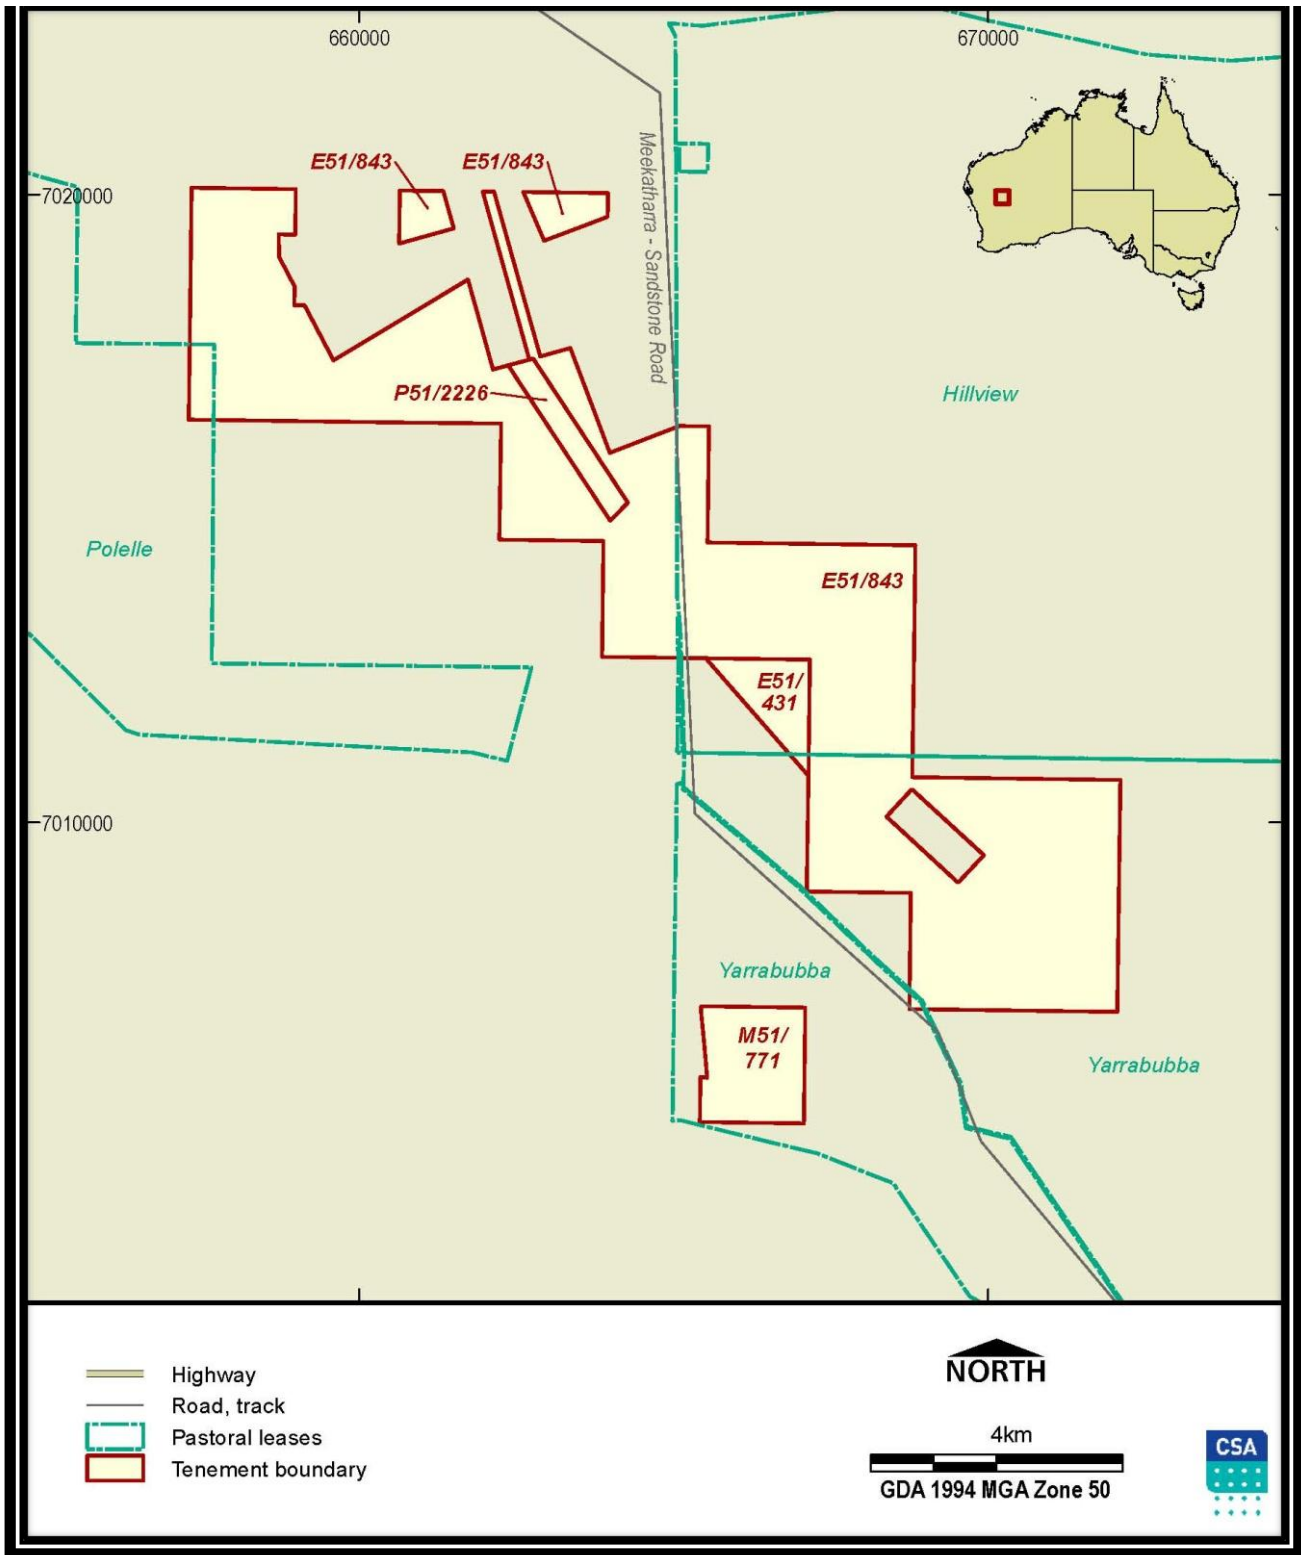 660000
670000
E51/843
E51/843
7020000
Meekatharra - Sandstone Road
P51/2226
Hillview
Polelle
E51/843
E51/
431
7010000
Yarrabubba
M51/
771
Yarrabubba
Highway
Road, track
Pastoral leases
Tenement boundary
NORTH
4km
GDA 1994 MGA Zone 50
CSA